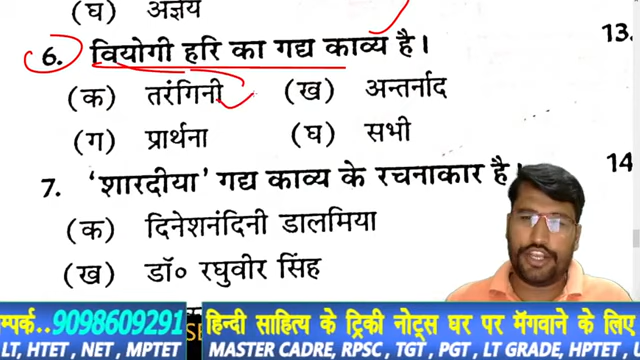 (घ) अज्ञेय
13.
6. वियोगी हरि का गद्य काव्य है।
(क) तरंगिनी (ख) अन्तर्नाद
(ग) प्रार्थना (घ) सभी
7. 'शारदीया' गद्य काव्य के रचनाकार है
14
(क) दिनेशनंदिनी डालमिया
(ख) डॉ० रघुवीर सिंह
म्पर्क..9098609291
हिन्दी साहित्य के ट्रिकी नोट्स घर पर मॅगवाने के लिए
LT, HTET , NET , MPTET
MASTER CADRE, RPSC , TGT , PGT , LT GRADE, HPTET ,